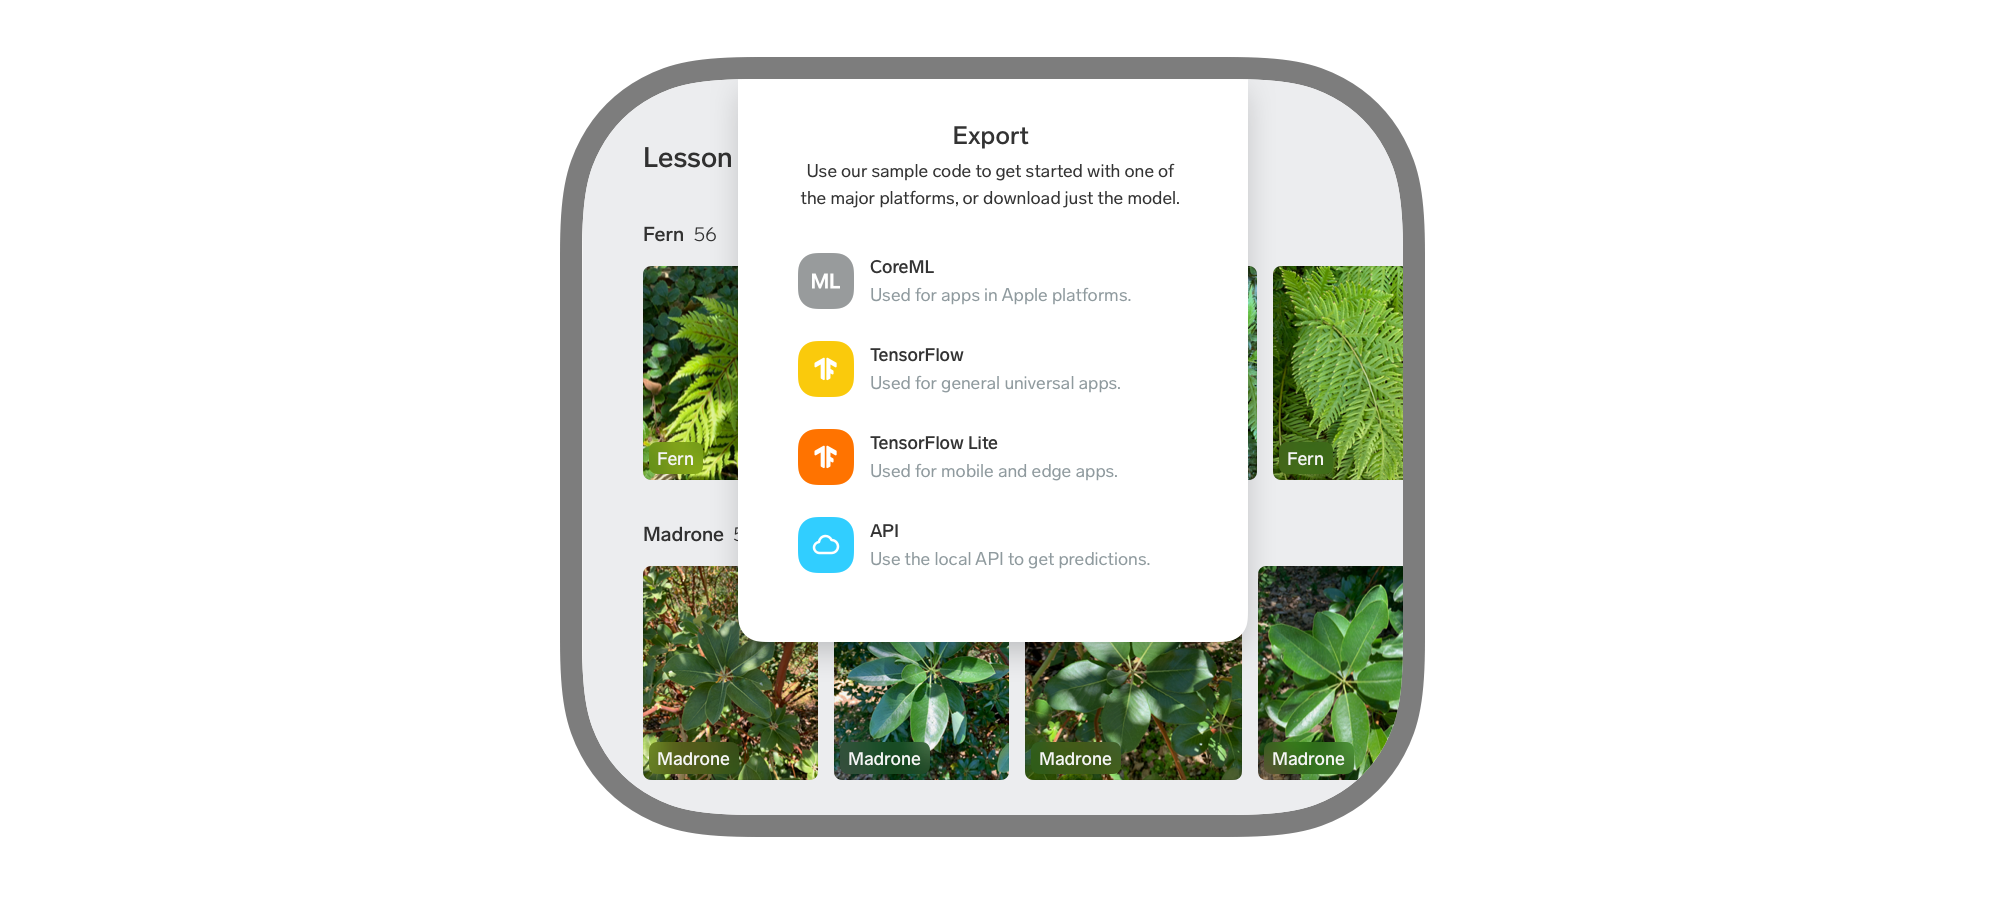 Export
Use our sample code to get started with one of
the major platforms, or download just the model.
ML
CoreML
Used for apps in Apple platforms.
TensorFlow
Used for general universal apps.
TensorFlow Lite
Used for mobile and edge apps.
API
Use the local API to get predictions.
Lesson
Fern 56
Fern
Fern
Madrone
Madrone
Madrone
Madrone
Madrone